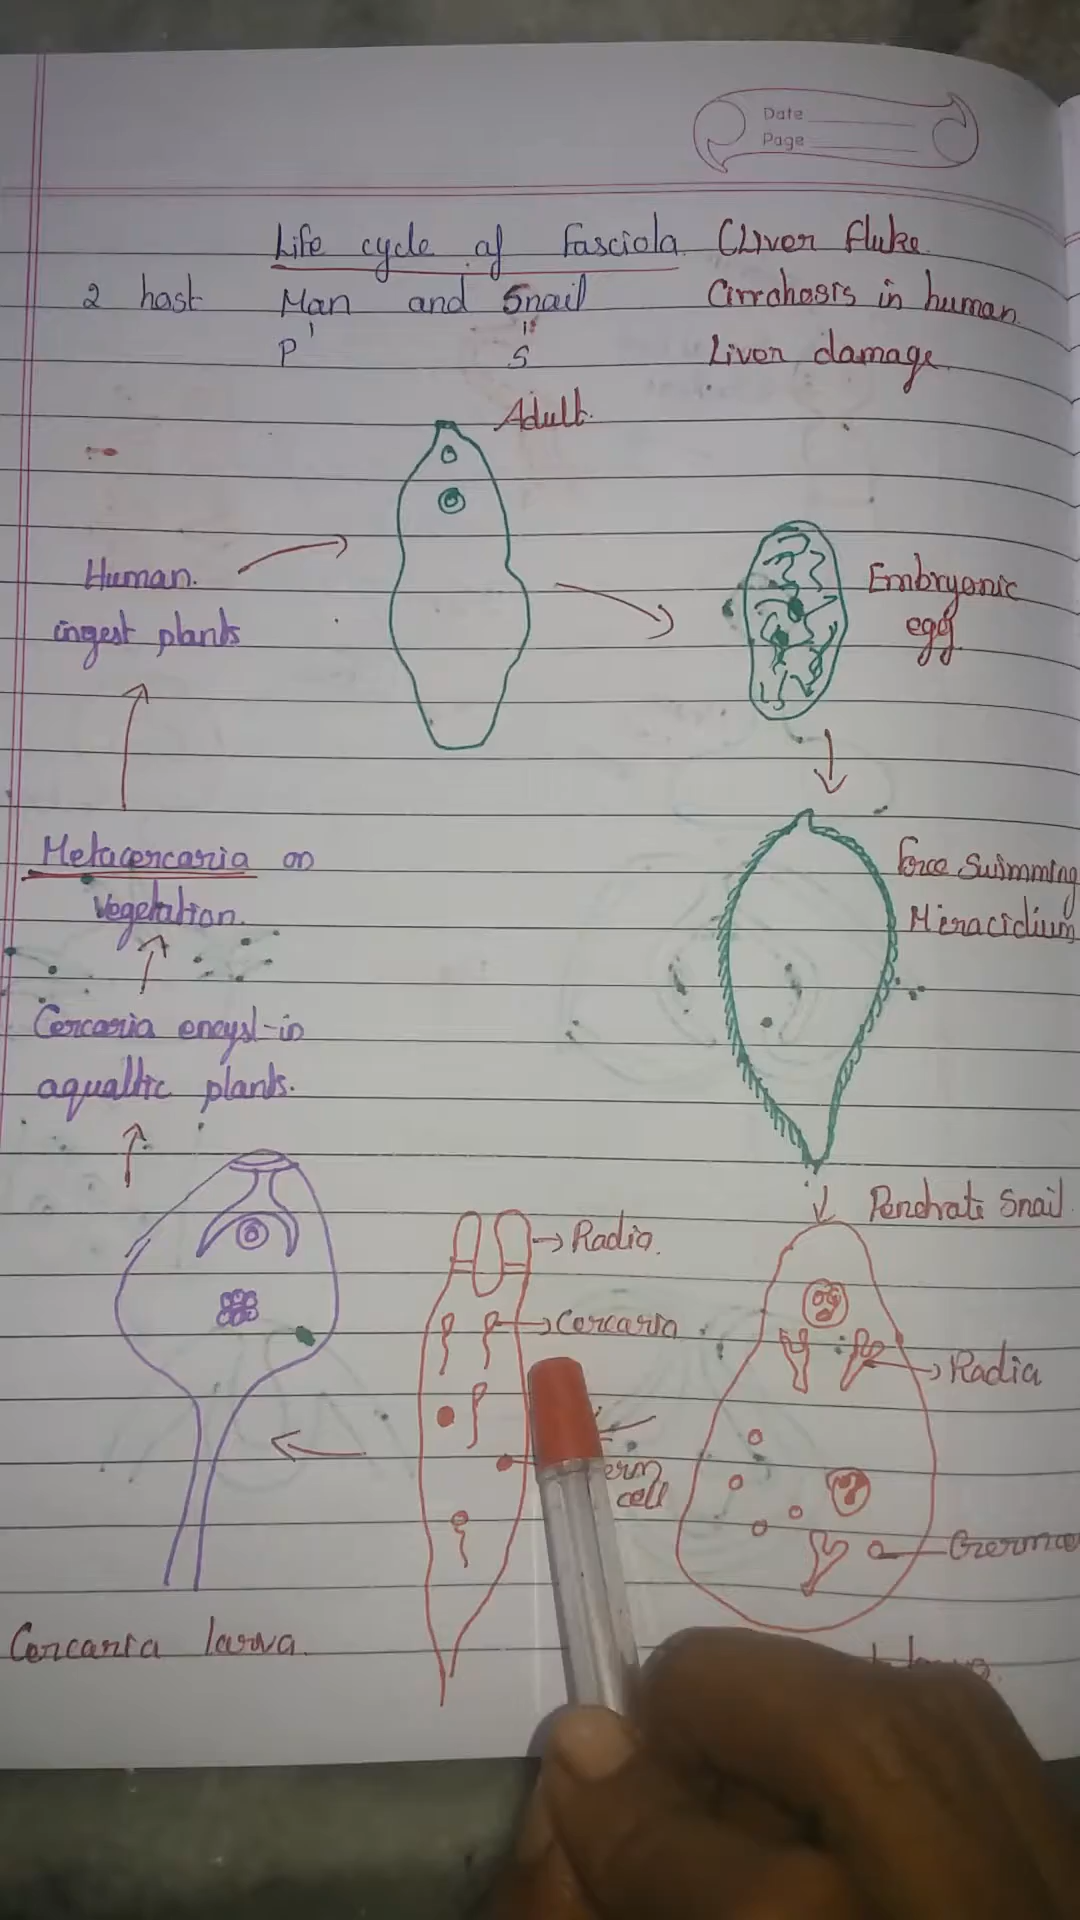 Date
Page
Life cycle of Fasciola (Liver Fluke
2 host Man and Snail Cirrohosis in human
P S Liver damage
Adult
Human
ingest plants
Embryonic
egg
Metacercaria on
Vegetation
Free Swimming
Miracidium
Cercaria encyst in
aqualtic plants.
Penetrate Snail
Radia
Cercaria
Radia
cell
Cercaria larva